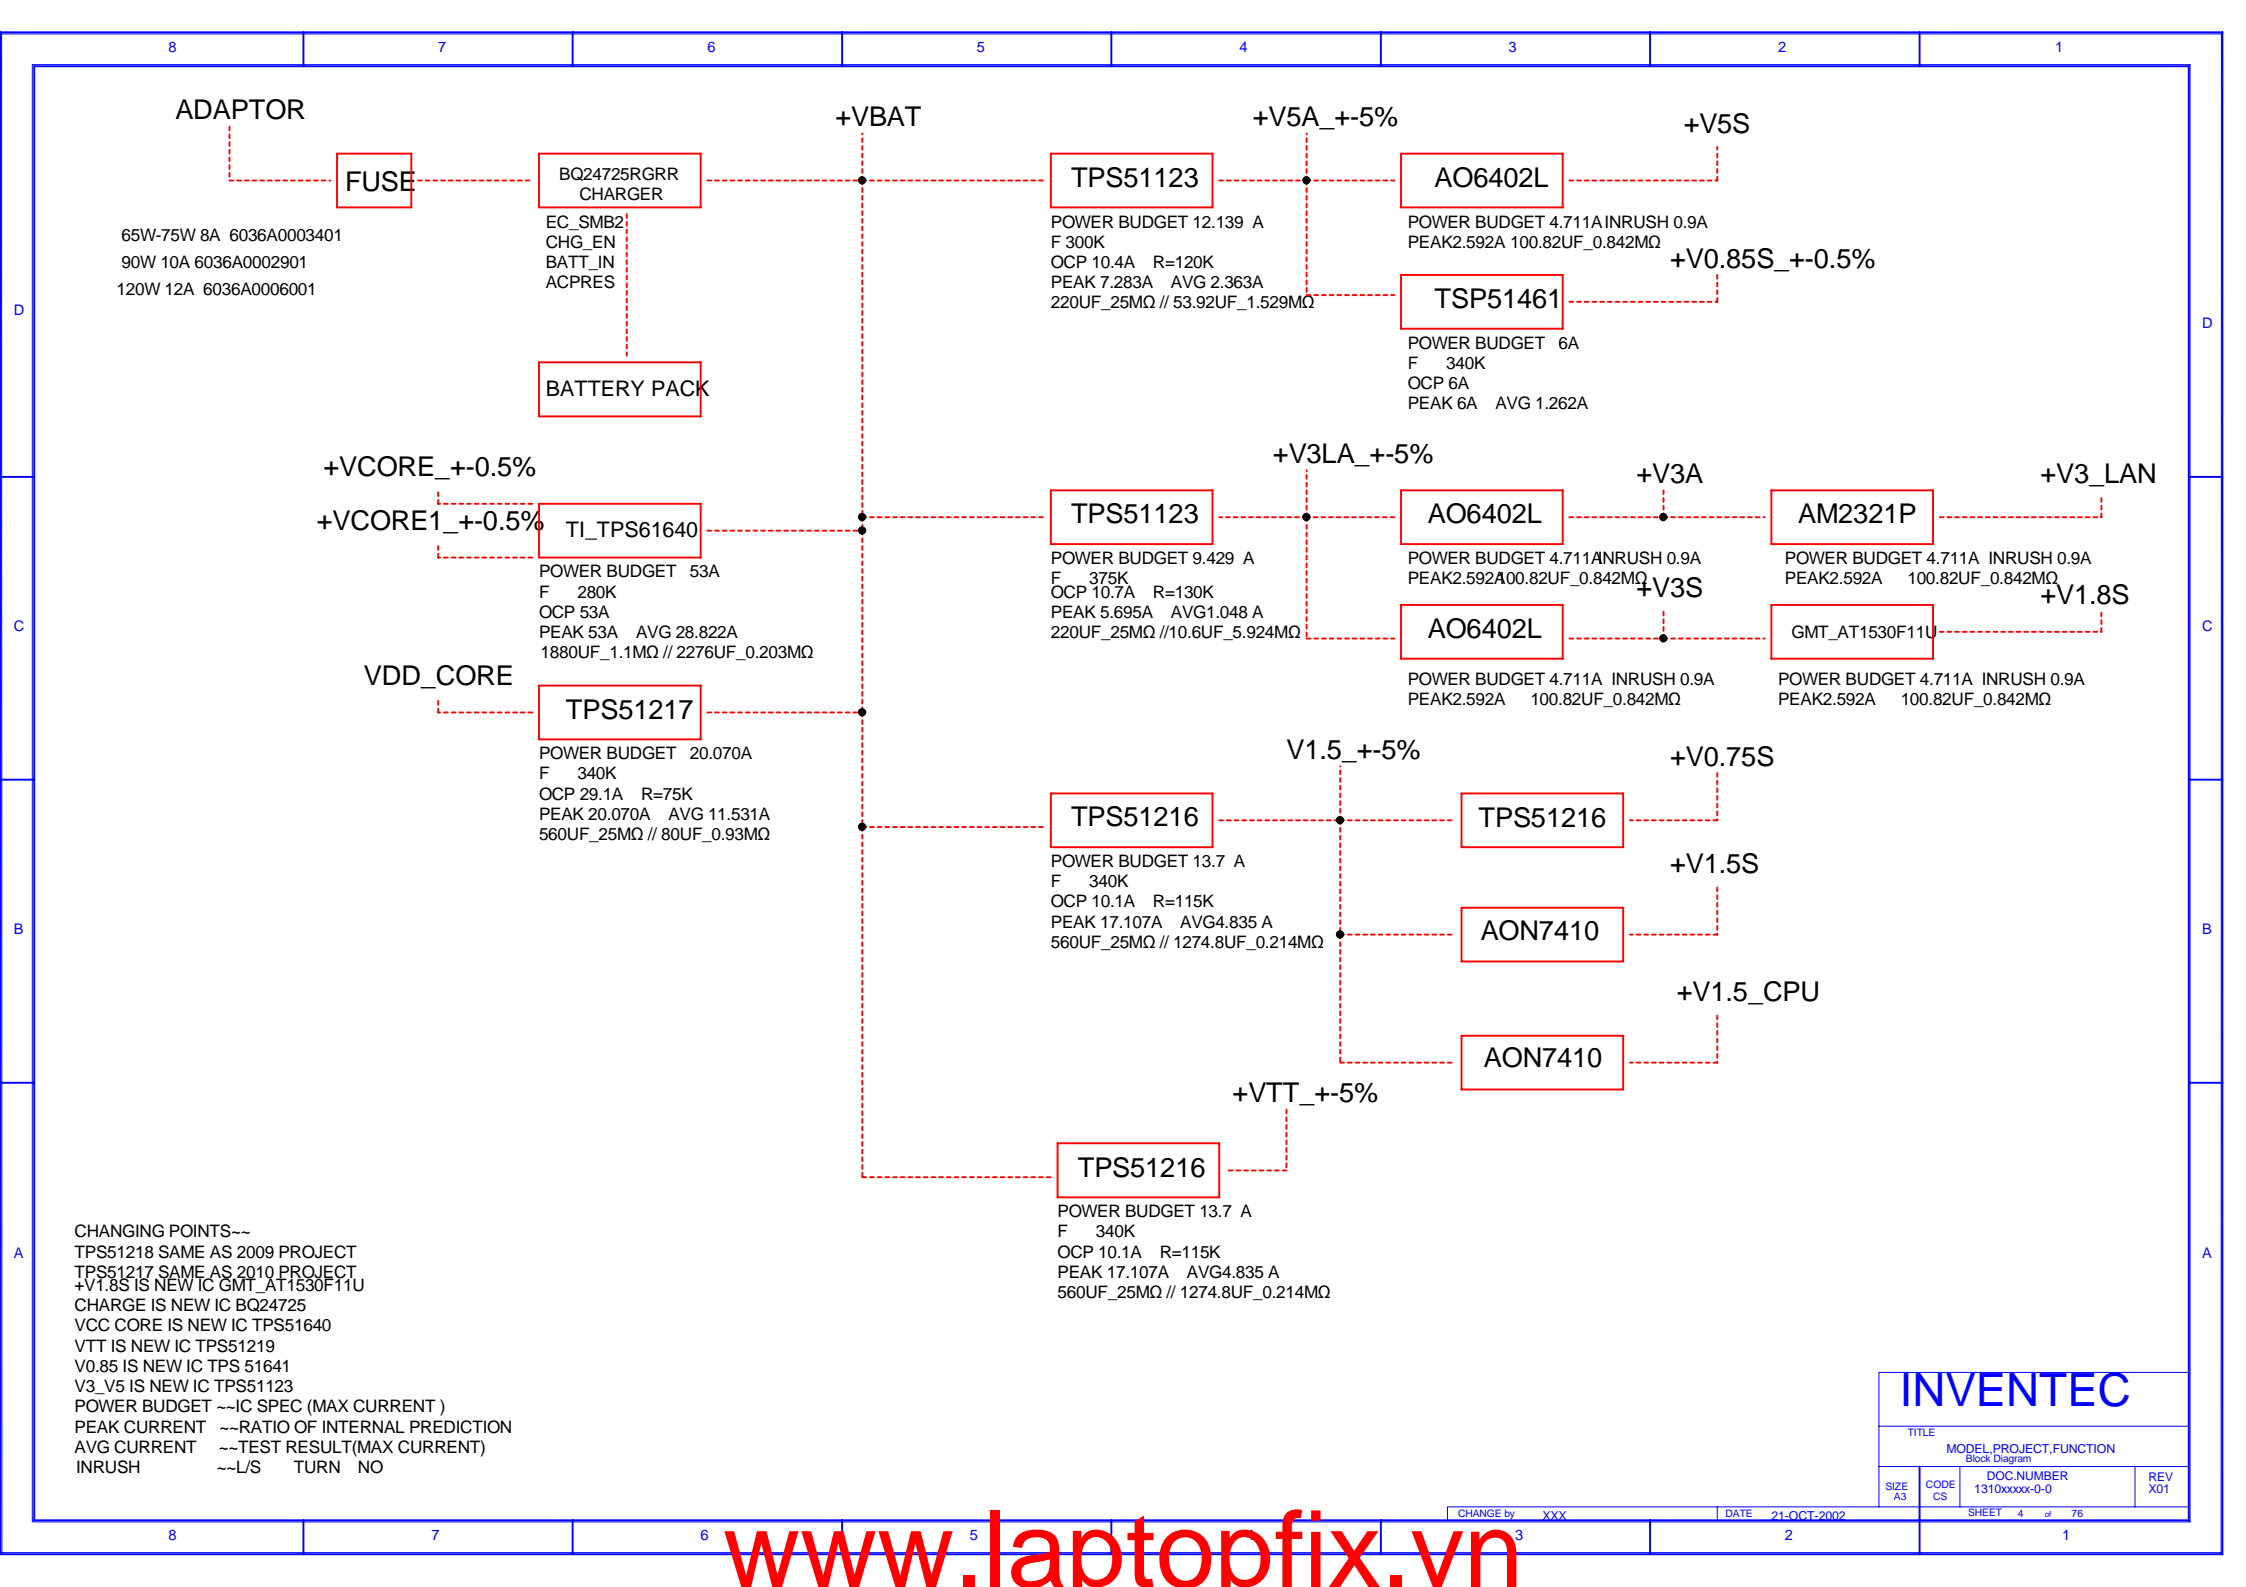 8 7 6 5 4 3 2 1
ADAPTOR
FUSE
BQ24725RGRR
CHARGER
65W-75W 8A 6036A0003401
90W 10A 6036A0002901
120W 12A 6036A0006001
EC_SMB2
CHG_EN
BATT_IN
ACPRES
BATTERY PACK
+VBAT
+V5A_+-5%
TPS51123
POWER BUDGET 12.139 A
F 300K
OCP 10.4A R=120K
PEAK 7.283A AVG 2.363A
220UF_25MΩ // 53.92UF_1.529MΩ
+V5S
AO6402L
POWER BUDGET 4.711A INRUSH 0.9A
PEAK2.592A 100.82UF_0.842MΩ
+V0.85S_+-0.5%
TSP51461
POWER BUDGET 6A
F 340K
OCP 6A
PEAK 6A AVG 1.262A
D D
+VCORE_+-0.5%
+VCORE1_+-0.5%
TI_TPS61640
POWER BUDGET 53A
F 280K
OCP 53A
PEAK 53A AVG 28.822A
1880UF_1.1MΩ // 2276UF_0.203MΩ
+V3LA_+-5%
TPS51123
POWER BUDGET 9.429 A
F 375K
OCP 10.7A R=130K
PEAK 5.695A AVG1.048 A
220UF_25MΩ //10.6UF_5.924MΩ
+V3A
AO6402L
POWER BUDGET 4.711A INRUSH 0.9A
PEAK2.592A 100.82UF_0.842MΩ
+V3_LAN
AM2321P
POWER BUDGET 4.711A INRUSH 0.9A
PEAK2.592A 100.82UF_0.842MΩ
+V3S
AO6402L
POWER BUDGET 4.711A INRUSH 0.9A
PEAK2.592A 100.82UF_0.842MΩ
+V1.8S
GMT_AT1530F11U
POWER BUDGET 4.711A INRUSH 0.9A
PEAK2.592A 100.82UF_0.842MΩ
C C
VDD_CORE
TPS51217
POWER BUDGET 20.070A
F 340K
OCP 29.1A R=75K
PEAK 20.070A AVG 11.531A
560UF_25MΩ // 80UF_0.93MΩ
V1.5_+-5%
TPS51216
POWER BUDGET 13.7 A
F 340K
OCP 10.1A R=115K
PEAK 17.107A AVG4.835 A
560UF_25MΩ // 1274.8UF_0.214MΩ
+V0.75S
TPS51216
+V1.5S
AON7410
+V1.5_CPU
AON7410
B B
+VTT_+-5%
TPS51216
POWER BUDGET 13.7 A
F 340K
OCP 10.1A R=115K
PEAK 17.107A AVG4.835 A
560UF_25MΩ // 1274.8UF_0.214MΩ
A A
CHANGING POINTS~~
TPS51218 SAME AS 2009 PROJECT
TPS51217 SAME AS 2010 PROJECT
+V1.8S IS NEW IC GMT_AT1530F11U
CHARGE IS NEW IC BQ24725
VCC CORE IS NEW IC TPS51640
VTT IS NEW IC TPS51219
V0.85 IS NEW IC TPS 51641
V3_V5 IS NEW IC TPS51123
POWER BUDGET ~~IC SPEC (MAX CURRENT )
PEAK CURRENT ~~RATIO OF INTERNAL PREDICTION
AVG CURRENT ~~TEST RESULT(MAX CURRENT)
INRUSH ~~L/S TURN NO
INVENTEC
TITLE
MODEL,PROJECT,FUNCTION
Block Diagram
SIZE A3
CODE CS
DOC.NUMBER
1310xxxxx-0-0
REV X01
CHANGE by XXX DATE 21-OCT-2002 SHEET 4 of 76
8 7 6 5 3 2 1
www.laptopfix.vn